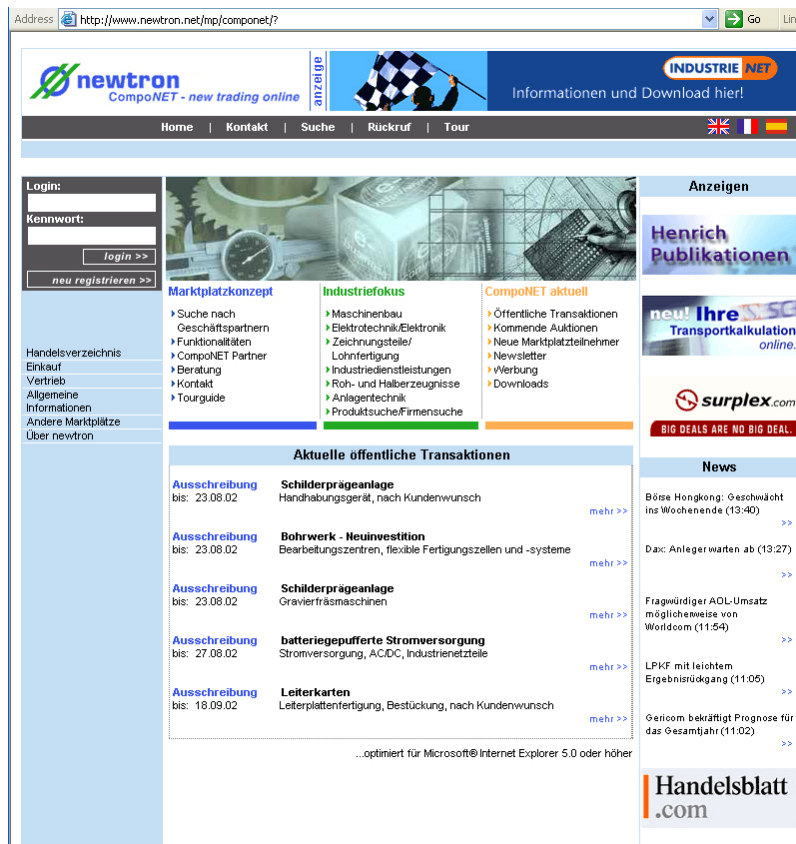 Address http://www.newtron.net/mp/componet/? Go Lin
newtron
CompoNET - new trading online
anzeige
INDUSTRIE NET
Informationen und Download hier!
Home | Kontakt | Suche | Rückruf | Tour
Login:
Kennwort:
login >>
neu registrieren >>
Handelsverzeichnis
Einkauf
Vertrieb
Allgemeine
Informationen
Andere Marktplätze
Über newtron
Marktplatzkonzept
Suche nach
Geschäftspartnern
Funktionalitäten
CompoNET Partner
Beratung
Kontakt
Tourguide
Industriefokus
Maschinenbau
Elektrotechnik/Elektronik
Zeichnungsteile/
Lohnfertigung
Industriedienstleistungen
Roh- und Halberzeugnisse
Anlagentechnik
Produktsuche/Firmensuche
CompoNET aktuell
Öffentliche Transaktionen
Kommende Auktionen
Neue Marktplatzteilnehmer
Newsletter
Werbung
Downloads
Aktuelle öffentliche Transaktionen
Ausschreibung Schilderprägeanlage
bis: 23.08.02 Handhabungsgerät, nach Kundenwunsch
mehr >>
Ausschreibung Bohrwerk - Neuinvestition
bis: 23.08.02 Bearbeitungszentren, flexible Fertigungszellen und -systeme
mehr >>
Ausschreibung Schilderprägeanlage
bis: 23.08.02 Gravierfräsmaschinen
mehr >>
Ausschreibung batteriegepufferte Stromversorgung
bis: 27.08.02 Stromversorgung, AC/DC, Industrienetzteile
mehr >>
Ausschreibung Leiterkarten
bis: 18.09.02 Leiterplattenfertigung, Bestückung, nach Kundenwunsch
mehr >>
...optimiert für Microsoft® Internet Explorer 5.0 oder höher
Anzeigen
Henrich
Publikationen
neu! Ihre
Transportkalkulation
online.
surplex.com
BIG DEALS ARE NO BIG DEAL.
News
Börse Hongkong: Geschwächt
ins Wochenende (13:40)
>>
Dax: Anleger warten ab (13:27)
>>
Fragwürdiger AOL-Umsatz
möglicherweise von
Worldcom (11:54)
>>
LPKF mit leichtem
Ergebnisrückgang (11:05)
>>
Gericom bekräftigt Prognose für
das Gesamtjahr (11:02)
>>
Handelsblatt
.com